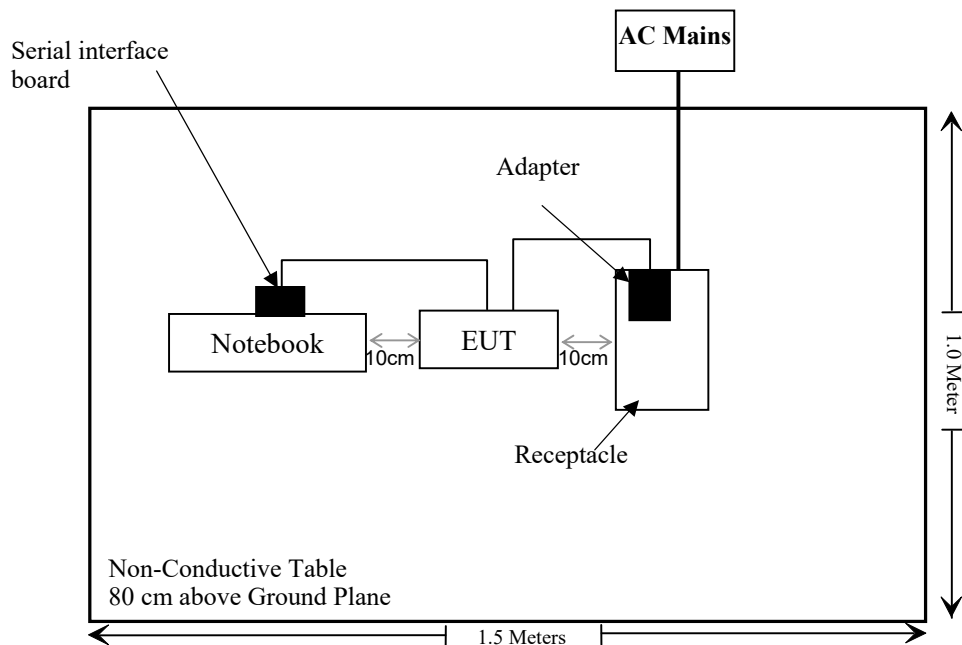 AC Mains
Serial interface
board
Adapter
Notebook
EUT
10cm
10cm
1.0 Meter
Receptacle
Non-Conductive Table
80 cm above Ground Plane
1.5 Meters